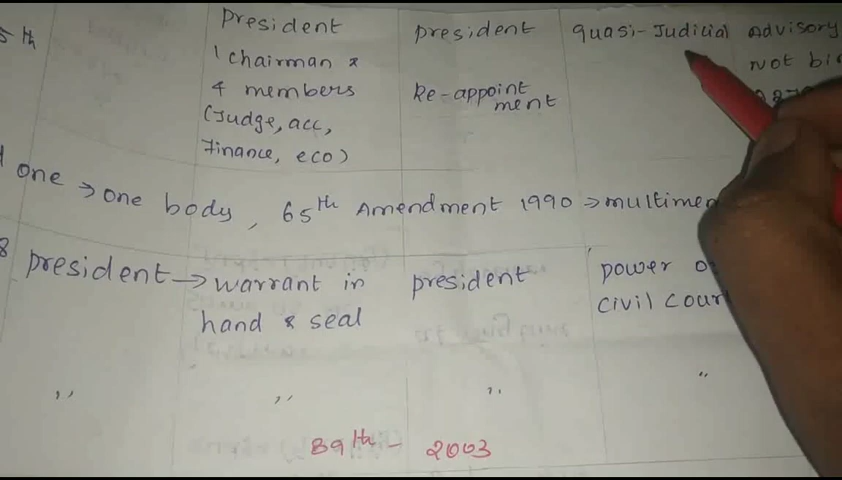 5th
President
1 chairman &
4 members
(Judge, acc,
Finance, eco)
president
Re-appoint
ment
quasi-Judicial
Advisory
Not bi
one → one body, 65th Amendment 1990 → multimem
8 president → warrant in
hand & seal
president
power o
civil court
,,
,,
,,
,,
89th - 2003